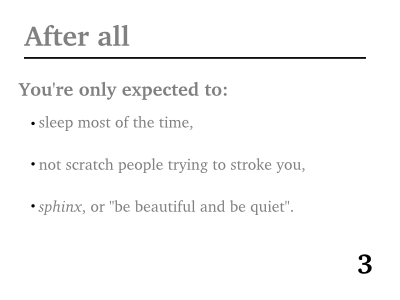 After all
You're only expected to:
• sleep most of the time,
• not scratch people trying to stroke you,
• sphinx, or "be beautiful and be quiet".
3